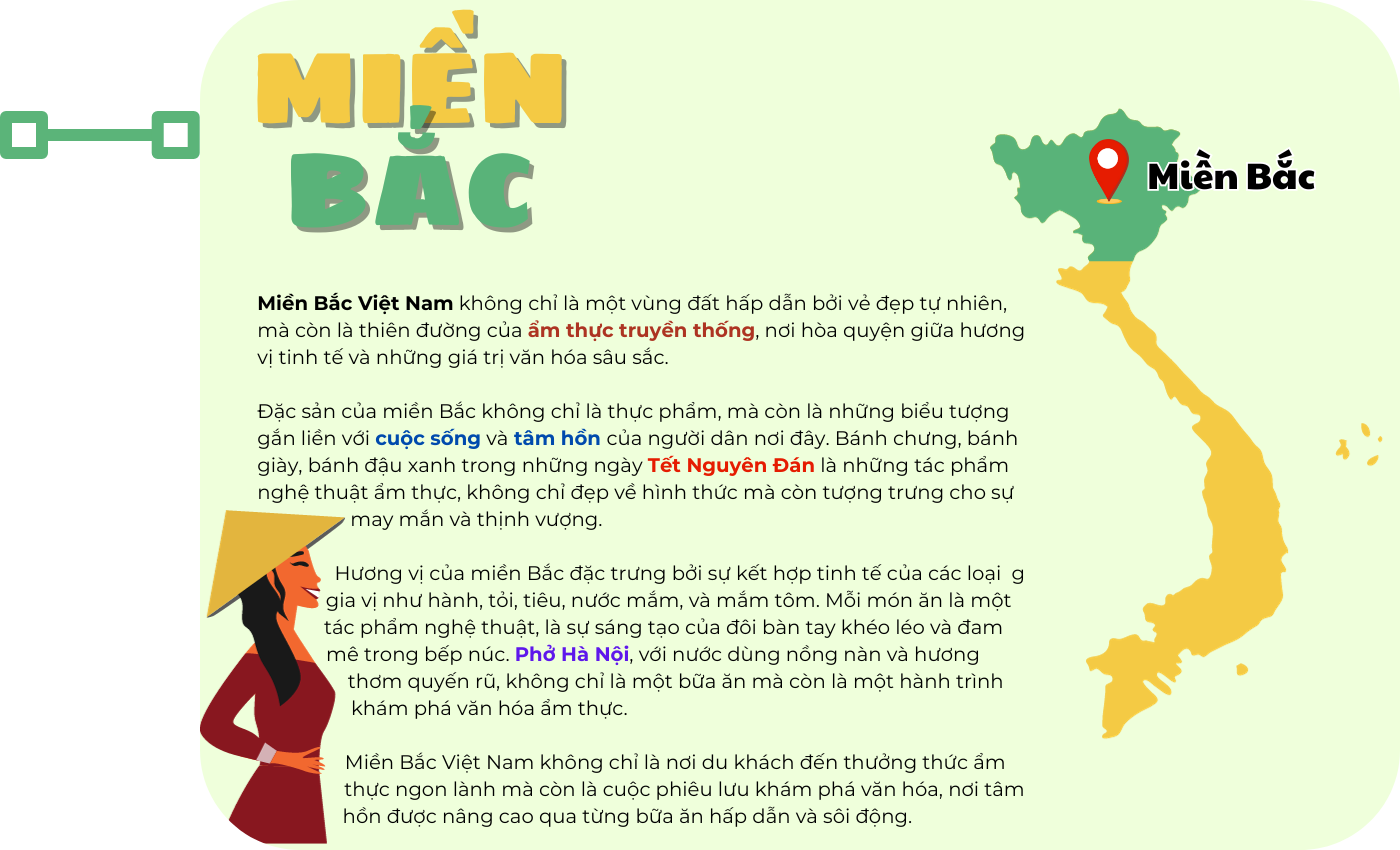 MIỀN
BẮC
Miền Bắc
Miền Bắc Việt Nam không chỉ là một vùng đất hấp dẫn bởi vẻ đẹp tự nhiên,
mà còn là thiên đường của ẩm thực truyền thống, nơi hòa quyện giữa hương
vị tinh tế và những giá trị văn hóa sâu sắc.
Đặc sản của miền Bắc không chỉ là thực phẩm, mà còn là những biểu tượng
gắn liền với cuộc sống và tâm hồn của người dân nơi đây. Bánh chưng, bánh
giày, bánh đậu xanh trong những ngày Tết Nguyên Đán là những tác phẩm
nghệ thuật ẩm thực, không chỉ đẹp về hình thức mà còn tượng trưng cho sự
may mắn và thịnh vượng.
Hương vị của miền Bắc đặc trưng bởi sự kết hợp tinh tế của các loại g
gia vị như hành, tỏi, tiêu, nước mắm, và mắm tôm. Mỗi món ăn là một
tác phẩm nghệ thuật, là sự sáng tạo của đôi bàn tay khéo léo và đam
mê trong bếp núc. Phở Hà Nội, với nước dùng nồng nàn và hương
thơm quyến rũ, không chỉ là một bữa ăn mà còn là một hành trình
khám phá văn hóa ẩm thực.
Miền Bắc Việt Nam không chỉ là nơi du khách đến thưởng thức ẩm
thực ngon lành mà còn là cuộc phiêu lưu khám phá văn hóa, nơi tâm
hồn được nâng cao qua từng bữa ăn hấp dẫn và sôi động.